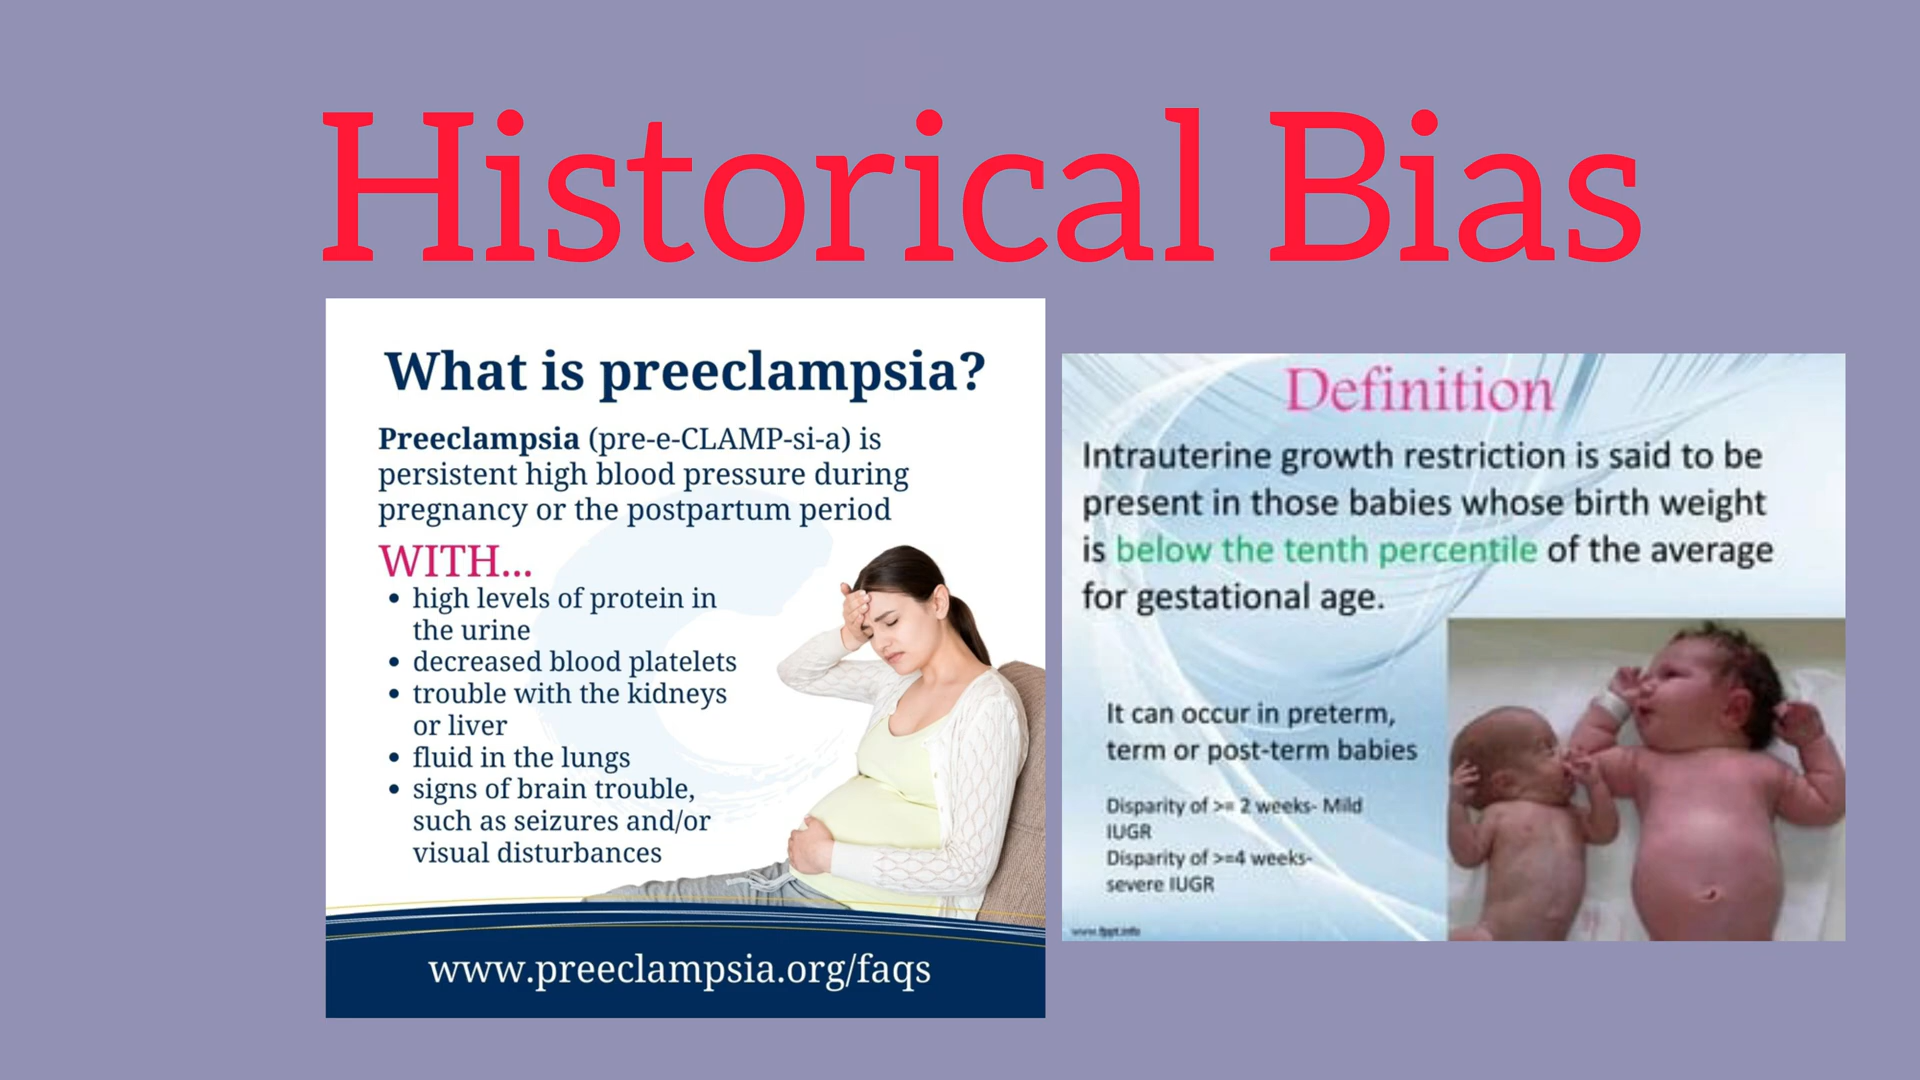 Historical Bias
What is preeclampsia?
Preeclampsia (pre-e-CLAMP-si-a) is
persistent high blood pressure during
pregnancy or the postpartum period
WITH...
• high levels of protein in
the urine
• decreased blood platelets
• trouble with the kidneys
or liver
• fluid in the lungs
• signs of brain trouble,
such as seizures and/or
visual disturbances
www.preeclampsia.org/faqs
Definition
Intrauterine growth restriction is said to be
present in those babies whose birth weight
is below the tenth percentile of the average
for gestational age.
It can occur in preterm,
term or post-term babies
Disparity of >= 2 weeks- Mild
IUGR
Disparity of >=4 weeks-
severe IUGR
www.fppt.info